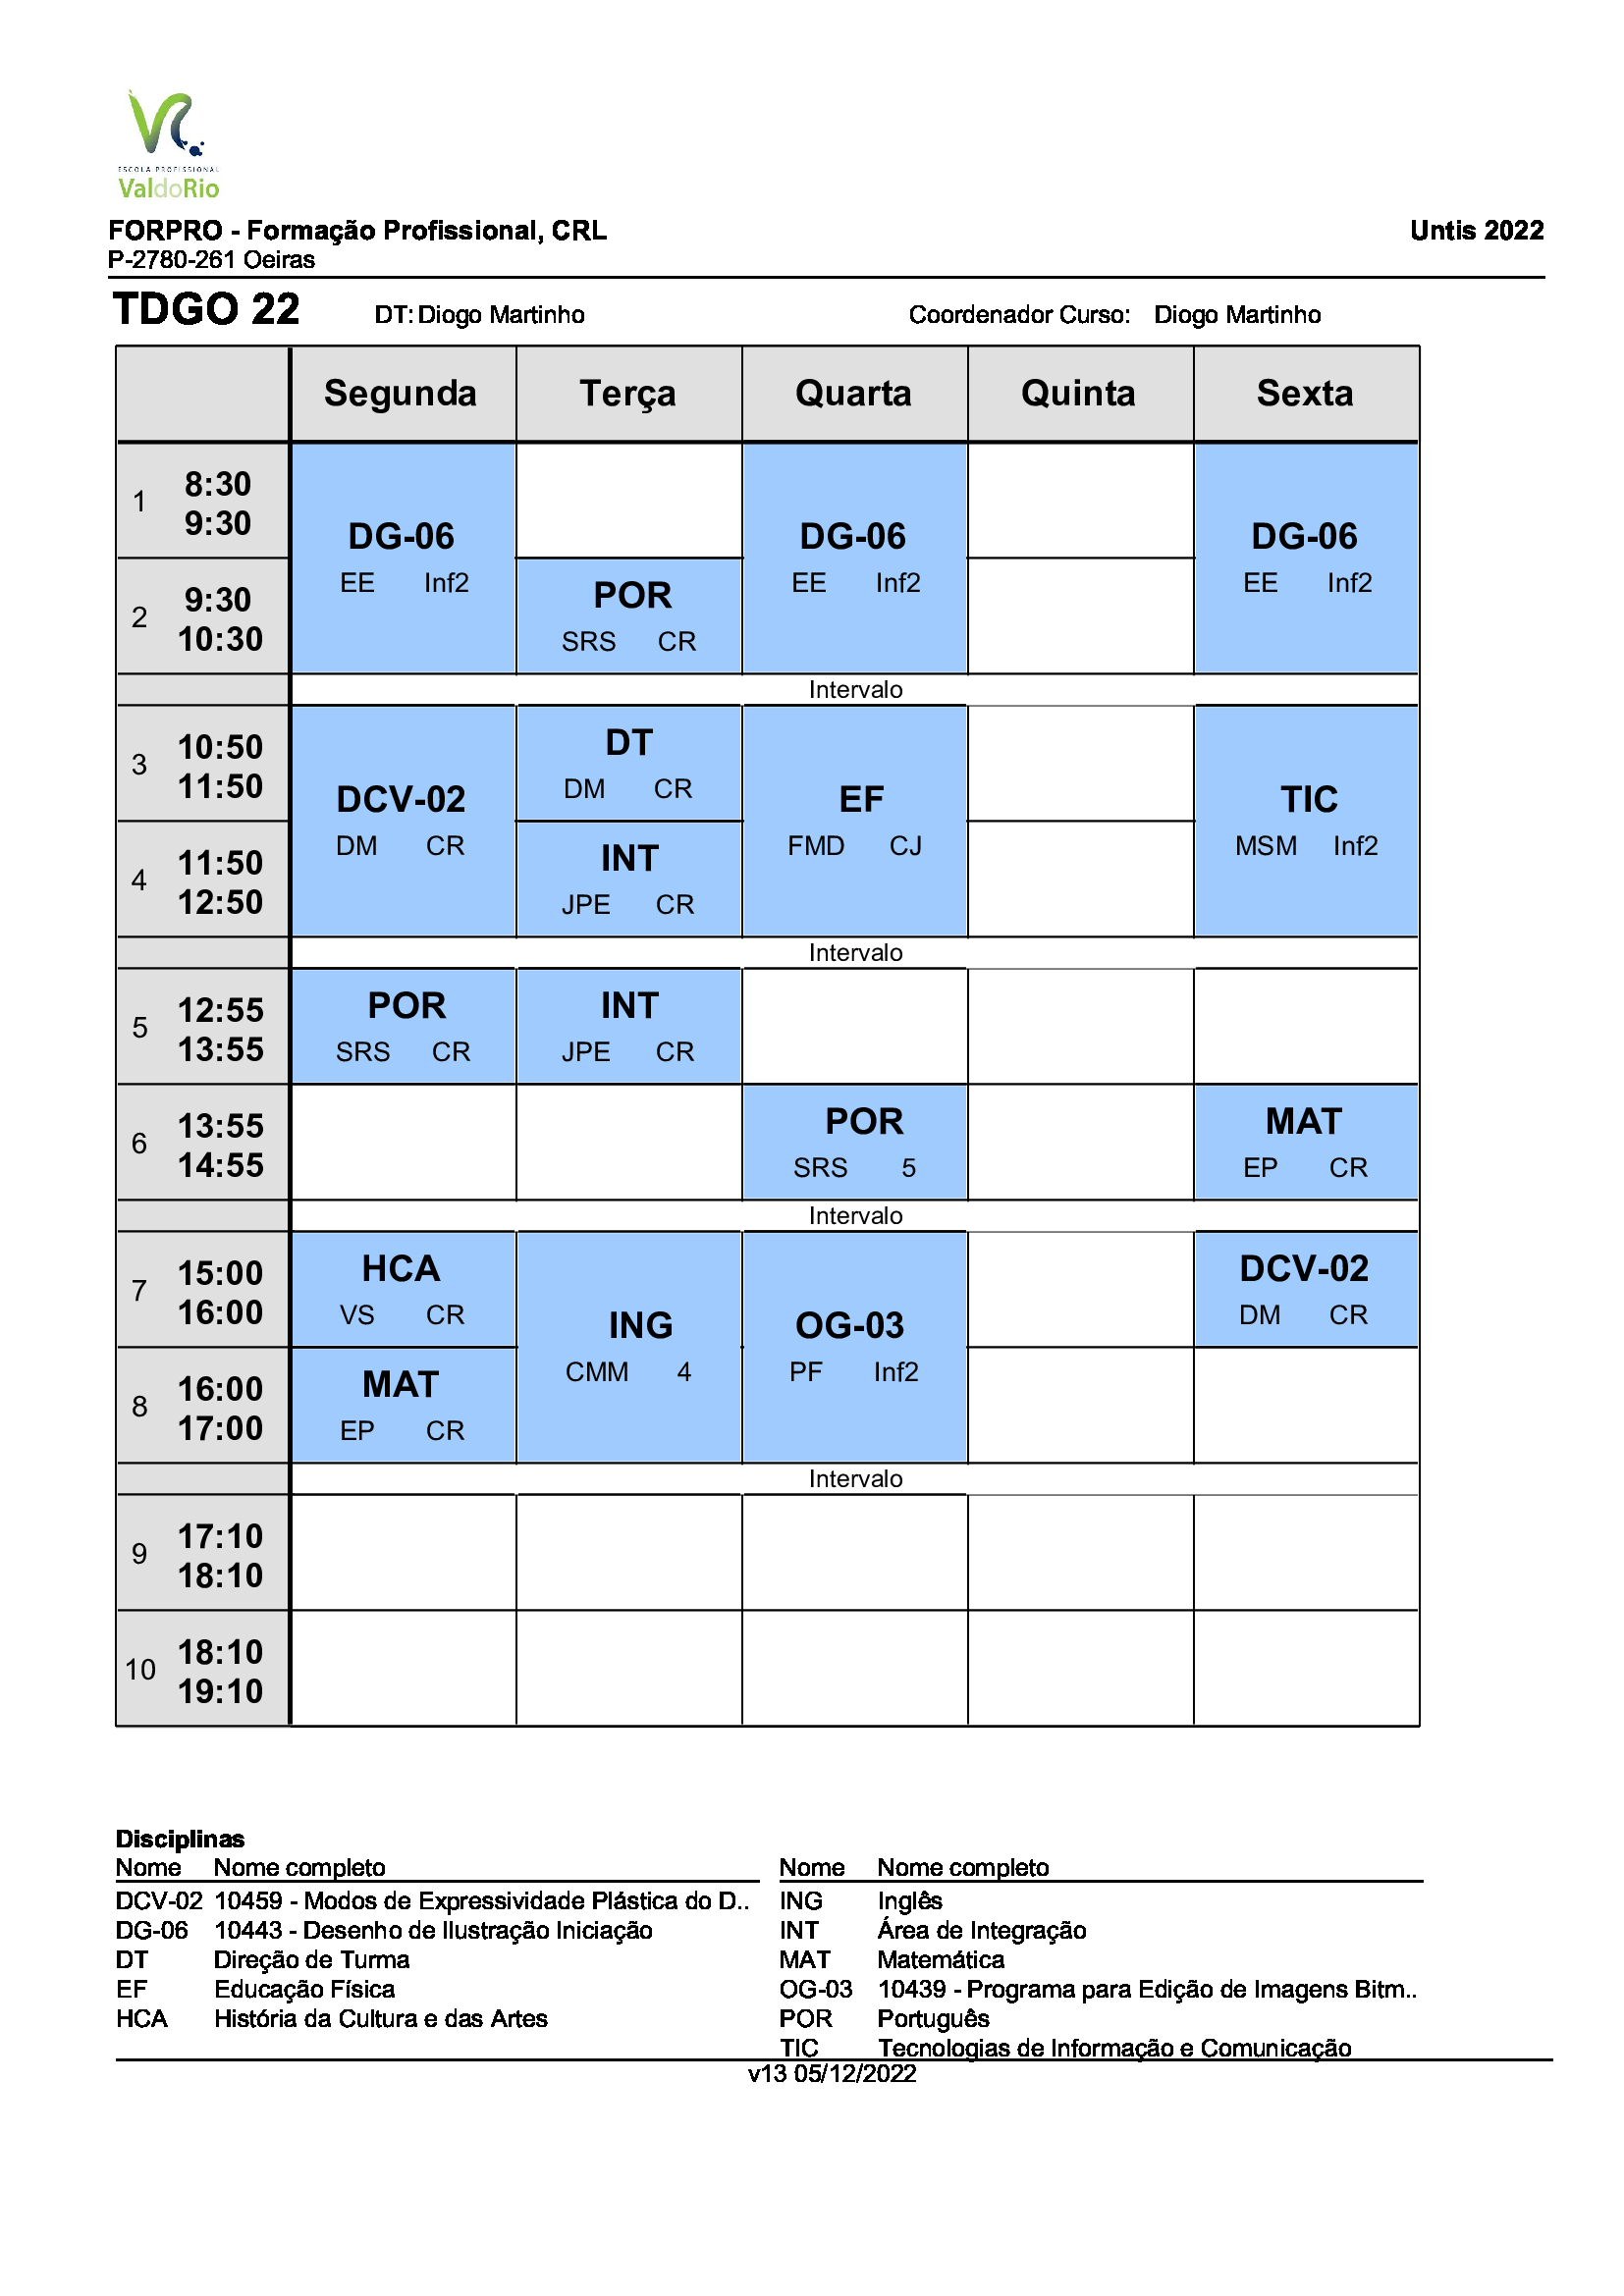 ESCOLA PROFISSIONAL
ValdoRio
FORPRO - Formação Profissional, CRL Untis 2022
P-2780-261 Oeiras
TDGO 22 DT: Diogo Martinho Coordenador Curso: Diogo Martinho
Segunda Terça Quarta Quinta Sexta
1 8:30 9:30
DG-06 DG-06 DG-06
EE Inf2 EE Inf2 EE Inf2
2 9:30 10:30
POR
SRS CR
Intervalo
3 10:50 11:50
DT
DM CR
DCV-02 EF TIC
DM CR FMD CJ MSM Inf2
4 11:50 12:50
INT
JPE CR
Intervalo
5 12:55 13:55
POR INT
SRS CR JPE CR
6 13:55 14:55
POR MAT
SRS 5 EP CR
Intervalo
7 15:00 16:00
HCA DCV-02
VS CR DM CR
ING OG-03
CMM 4 PF Inf2
8 16:00 17:00
MAT
EP CR
Intervalo
9 17:10 18:10
10 18:10 19:10
Disciplinas
Nome Nome completo Nome Nome completo
DCV-02 10459 - Modos de Expressividade Plástica do D.. ING Inglês
DG-06 10443 - Desenho de Ilustração Iniciação INT Área de Integração
DT Direção de Turma MAT Matemática
EF Educação Física OG-03 10439 - Programa para Edição de Imagens Bitm..
HCA História da Cultura e das Artes POR Português
TIC Tecnologias de Informação e Comunicação
v13 05/12/2022